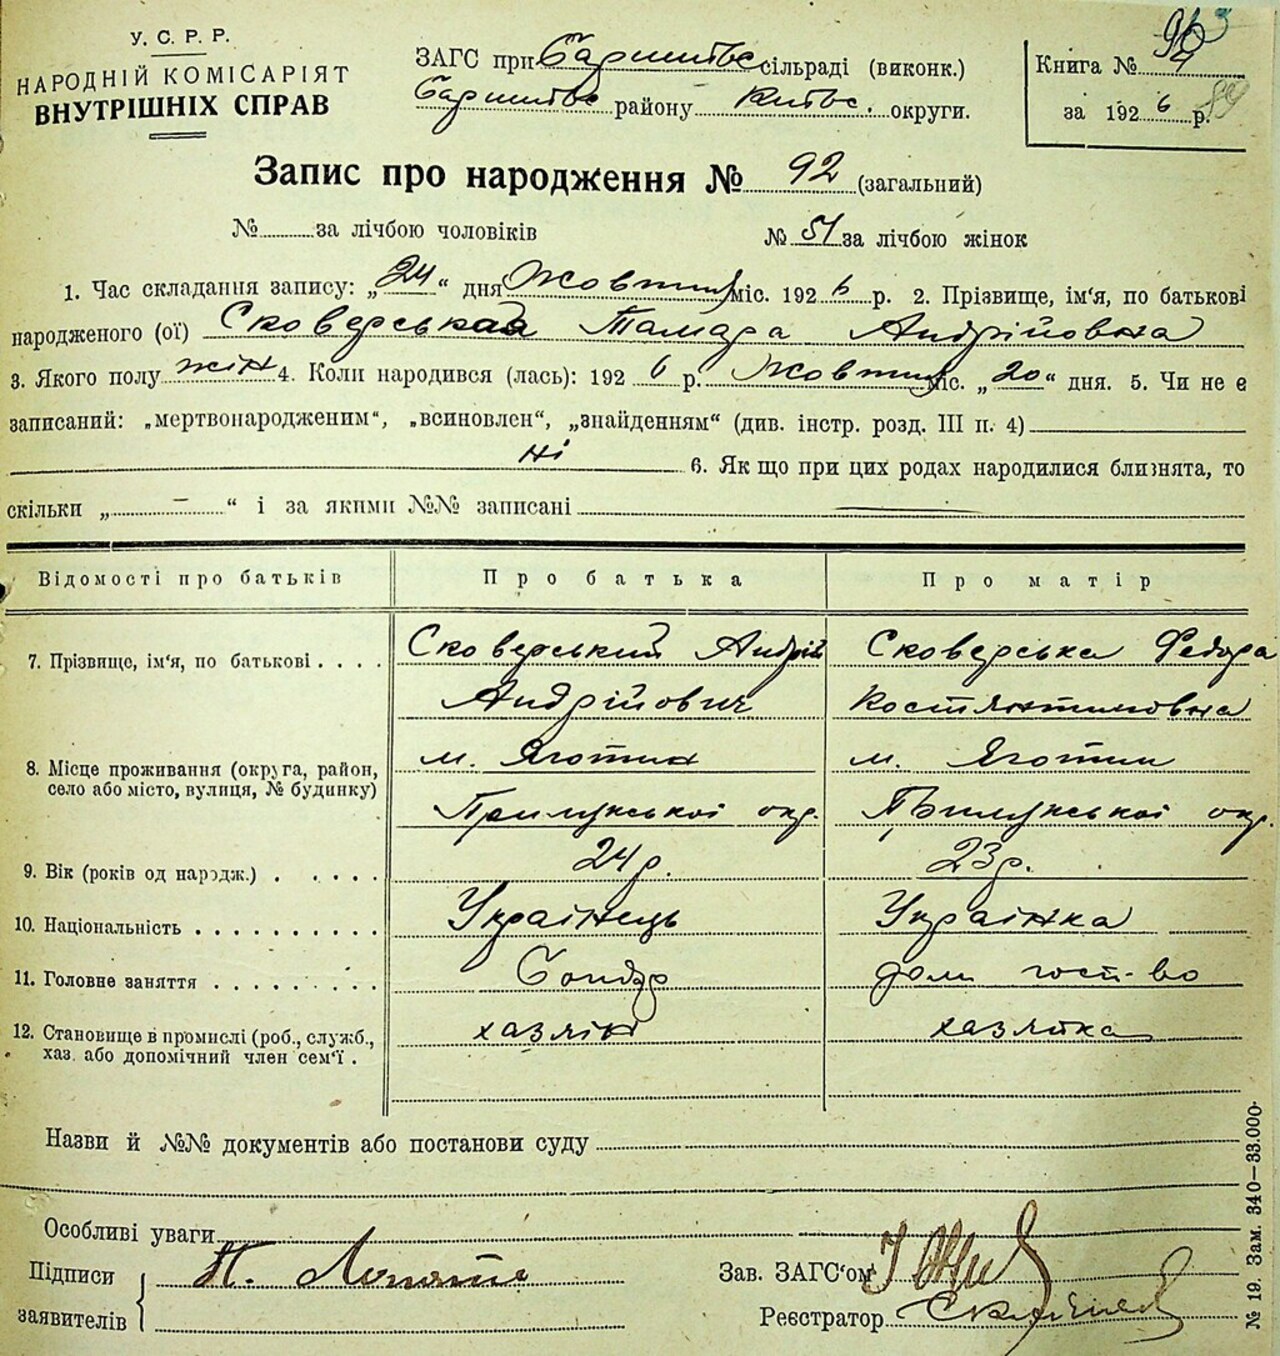 У. С. Р. Р.
НАРОДНІЙ КОМІСАРІЯТ
ВНУТРІШНІХ СПРАВ
ЗАГС при Баришпівс сільраді (виконк.)
Баришпівс району Київс. округи.
Книга №
за 1926 р.
Запис про народження № 92 (загальний)
№ за лічбою чоловіків № 51 за лічбою жінок
1. Час складання запису: „24“ дня Жовтня міс. 1926 р. 2. Прізвище, ім'я, по батькові
народженого (ої) Сковерська Тамара Андрійовна
3. Якого полу жін 4. Коли народився (лась): 1926 р. Жовтня міс. „20“ дня. 5. Чи не є
записаний: „мертвонародженим“, „всиновлен“, „знайденням“ (див. інстр. розд. III п. 4)
ні 6. Як що при цих родах народилися близнята, то
скільки „ — “ і за якими №№ записані —
Відомості про батьків Про батька Про матір
7. Прізвище, ім'я, по батькові . . . . Сковерський Андрій Сковерська Федора
Андрійович Костянтиновна
8. Місце проживання (округа, район, м. Яготин м. Яготин
село або місто, вулиця, № будинку) Прилуцької окр. Прилуцької окр.
9. Вік (років од народж.) . . . . . 24 р. 23 р.
10. Національність . . . . . . . . . . Українець Українка
11. Головне заняття . . . . . . . . . Бондар дом госп-во
12. Становище в промислі (роб., служб., хазяїн хазяйка
хаз. або допомічний член сем'ї .
Назви й №№ документів або постанови суду
Особливі уваги
Підписи
заявителів
Зав. ЗАГС'ом
Реєстратор
№ 19. Зам. 340—33.000.